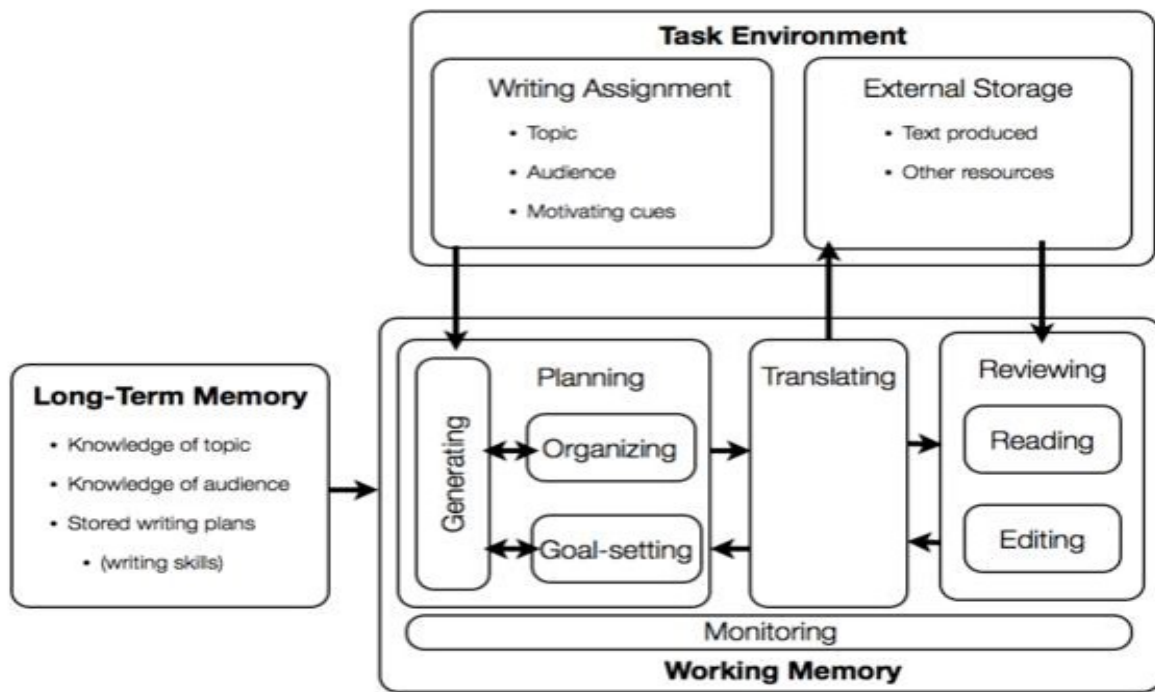 Task Environment
Writing Assignment
• Topic
• Audience
• Motivating cues
External Storage
• Text produced
• Other resources
Long-Term Memory
• Knowledge of topic
• Knowledge of audience
• Stored writing plans
• (writing skills)
Planning
Generating
Organizing
Goal-setting
Translating
Reviewing
Reading
Editing
Monitoring
Working Memory